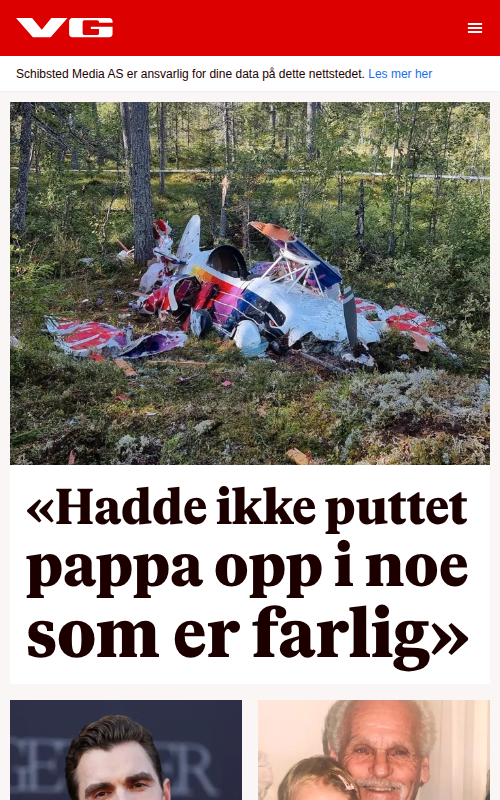 VG
Schibsted Media AS er ansvarlig for dine data på dette nettstedet. Les mer her
«Hadde ikke puttet
pappa opp i noe
som er farlig»